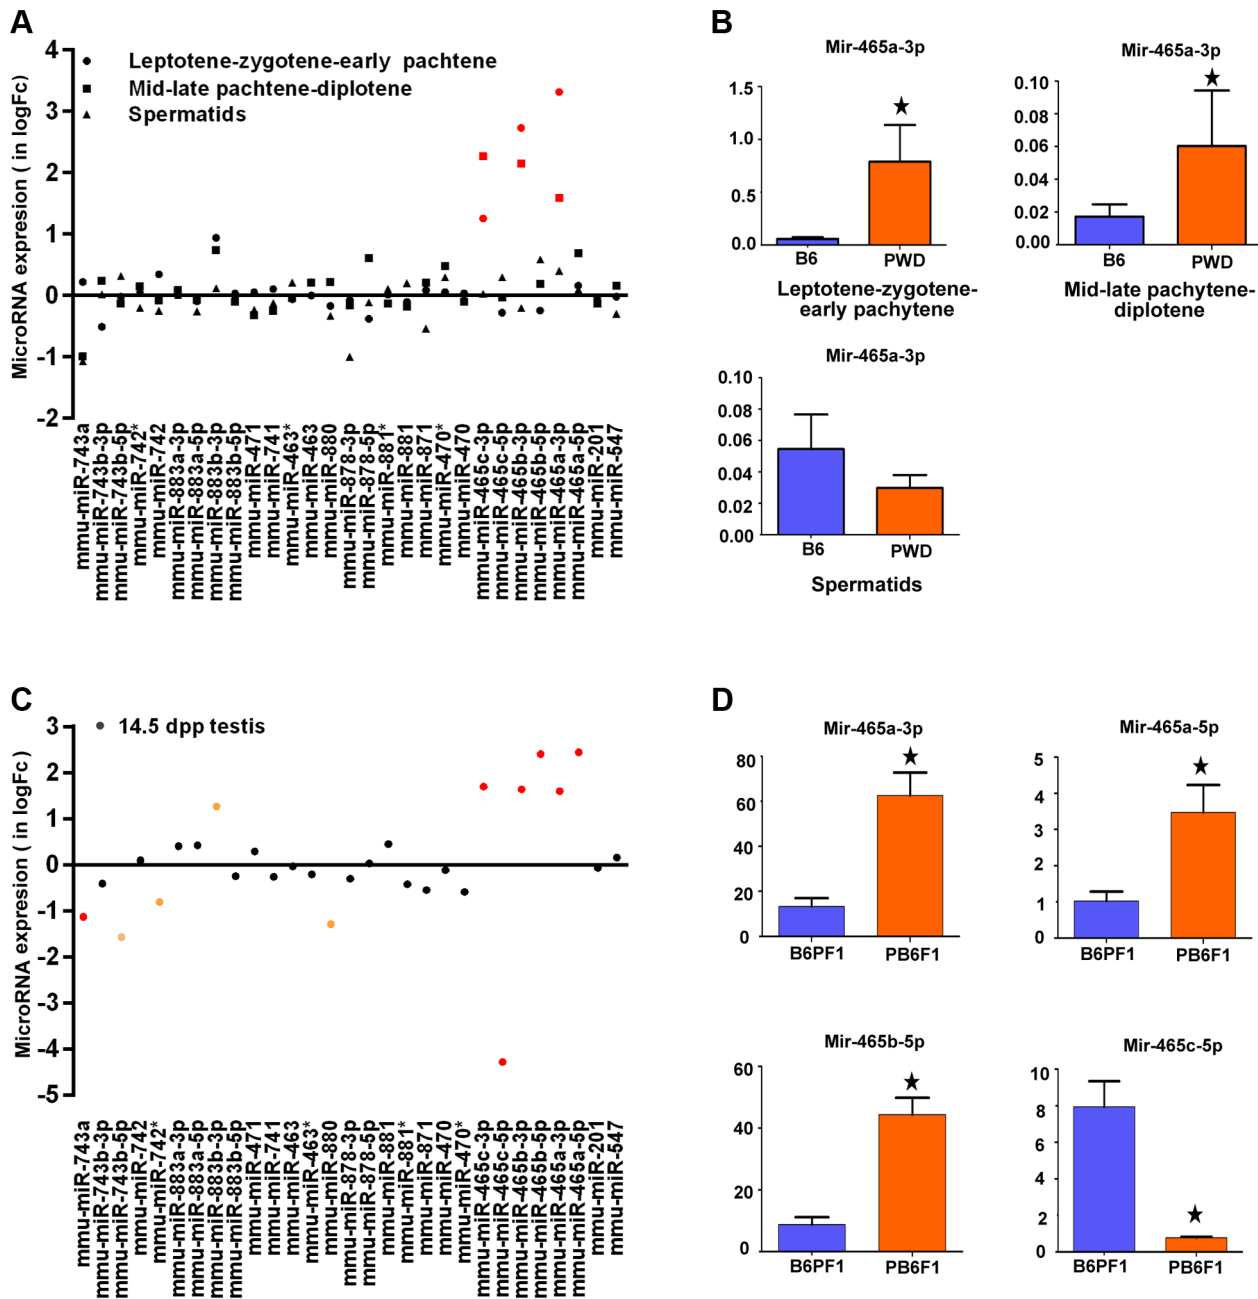 A
MicroRNA expresion ( in logFc)
4
3
2
1
0
-1
-2
Leptotene-zygotene-early pachtene
Mid-late pachtene-diplotene
Spermatids
mmu-miR-743a
mmu-miR-743b-3p
mmu-miR-743b-5p
mmu-miR-742*
mmu-miR-742
mmu-miR-883a-3p
mmu-miR-883a-5p
mmu-miR-883b-3p
mmu-miR-883b-5p
mmu-miR-471
mmu-miR-741
mmu-miR-463*
mmu-miR-463
mmu-miR-880
mmu-miR-878-3p
mmu-miR-878-5p
mmu-miR-881*
mmu-miR-881
mmu-miR-871
mmu-miR-470*
mmu-miR-470
mmu-miR-465c-3p
mmu-miR-465c-5p
mmu-miR-465b-3p
mmu-miR-465b-5p
mmu-miR-465a-3p
mmu-miR-465a-5p
mmu-miR-201
mmu-miR-547
B
Mir-465a-3p
1.5
1.0
0.5
0.0
B6 PWD
Leptotene-zygotene-
early pachytene
Mir-465a-3p
0.10
0.08
0.06
0.04
0.02
0.00
B6 PWD
Mid-late pachytene-
diplotene
Mir-465a-3p
0.10
0.08
0.06
0.04
0.02
0.00
B6 PWD
Spermatids
C
MicroRNA expresion ( in logFc )
3
2
1
0
-1
-2
-3
-4
-5
14.5 dpp testis
mmu-miR-743a
mmu-miR-743b-3p
mmu-miR-743b-5p
mmu-miR-742
mmu-miR-742*
mmu-miR-883a-3p
mmu-miR-883a-5p
mmu-miR-883b-3p
mmu-miR-883b-5p
mmu-miR-471
mmu-miR-741
mmu-miR-463
mmu-miR-463*
mmu-miR-880
mmu-miR-878-3p
mmu-miR-878-5p
mmu-miR-881
mmu-miR-881*
mmu-miR-871
mmu-miR-470
mmu-miR-470*
mmu-miR-465c-3p
mmu-miR-465c-5p
mmu-miR-465b-3p
mmu-miR-465b-5p
mmu-miR-465a-3p
mmu-miR-465a-5p
mmu-miR-201
mmu-miR-547
D
Mir-465a-3p
80
60
40
20
0
B6PF1 PB6F1
Mir-465a-5p
5
4
3
2
1
0
B6PF1 PB6F1
Mir-465b-5p
60
40
20
0
B6PF1 PB6F1
Mir-465c-5p
10
8
6
4
2
0
B6PF1 PB6F1